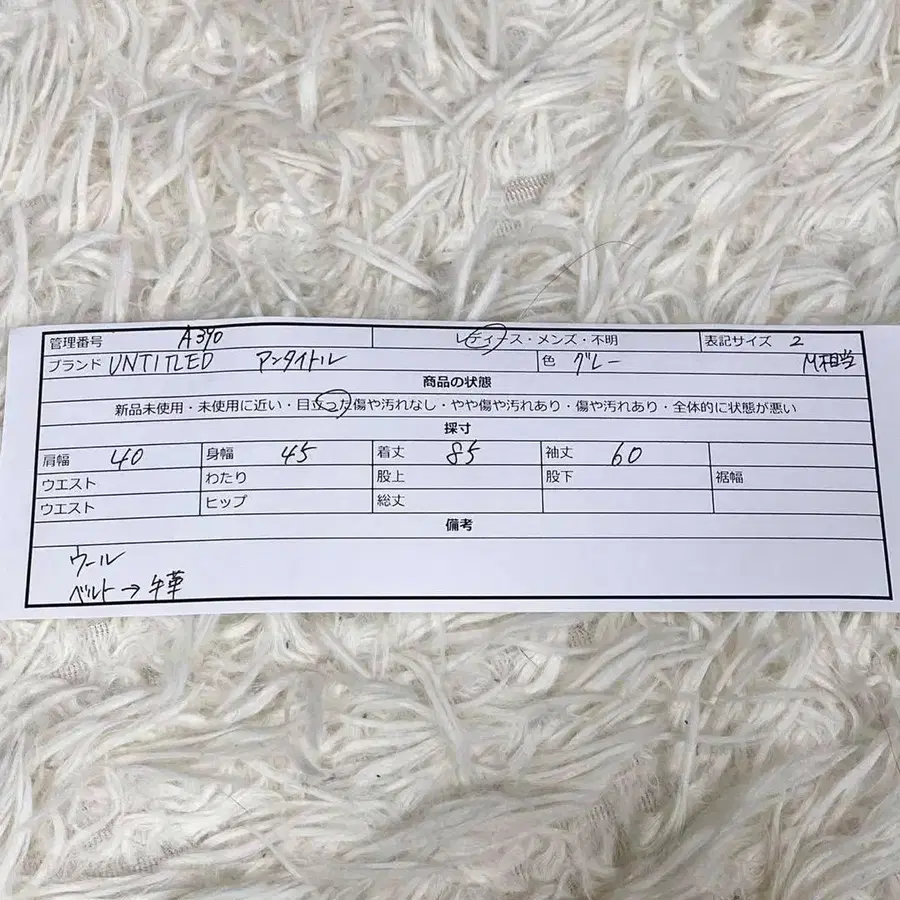 管理番号 A390 レディース・メンズ・不明 表記サイズ 2
ブランド UNTITLED アンタイトル 色 グレー M相当
商品の状態
新品未使用・未使用に近い・目立った傷や汚れなし・やや傷や汚れあり・傷や汚れあり・全体的に状態が悪い
採寸
肩幅 40 身幅 45 着丈 85 袖丈 60
ウエスト わたり 股上 股下 裾幅
ウエスト ヒップ 総丈
備考
ウール
ベルト→牛革